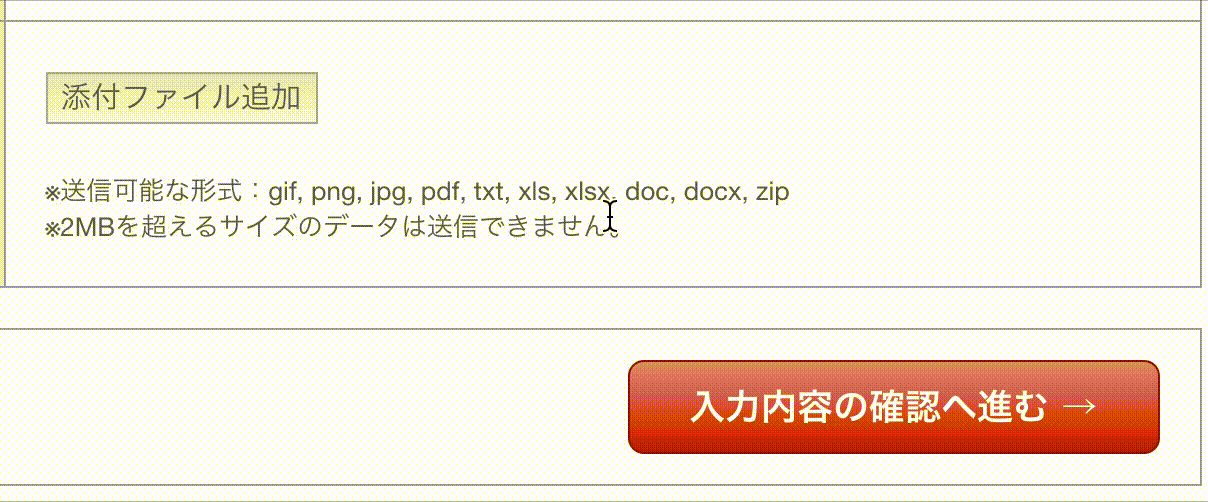 添付ファイル追加
※送信可能な形式：gif, png, jpg, pdf, txt, xls, xlsx, doc, docx, zip
※2MBを超えるサイズのデータは送信できません。
入力内容の確認へ進む →